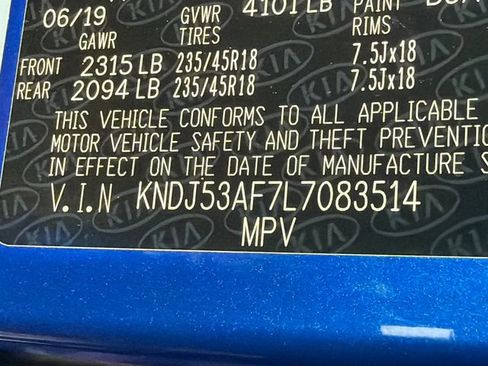 06/19 GVWR 4101LB PAINT
GAWR TIRES RIMS
FRONT 2315 LB 235/45R18 7.5Jx18
REAR 2094 LB 235/45R18 7.5Jx18
THIS VEHICLE CONFORMS TO ALL APPLICABLE
MOTOR VEHICLE SAFETY AND THEFT PREVENTIO
IN EFFECT ON THE DATE OF MANUFACTURE S
V.I.N KNDJ53AF7L7083514
MPV